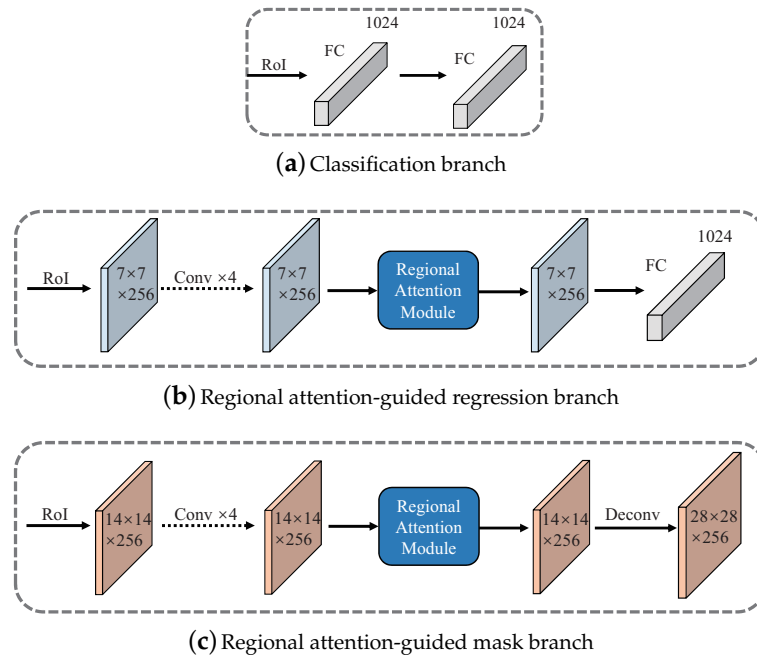 1024
1024
FC
FC
RoI
(a) Classification branch
1024
RoI
7×7
×256
Conv ×4
7×7
×256
Regional
Attention
Module
7×7
×256
FC
(b) Regional attention-guided regression branch
RoI
14×14
×256
Conv ×4
14×14
×256
Regional
Attention
Module
14×14
×256
Deconv
28×28
×256
(c) Regional attention-guided mask branch